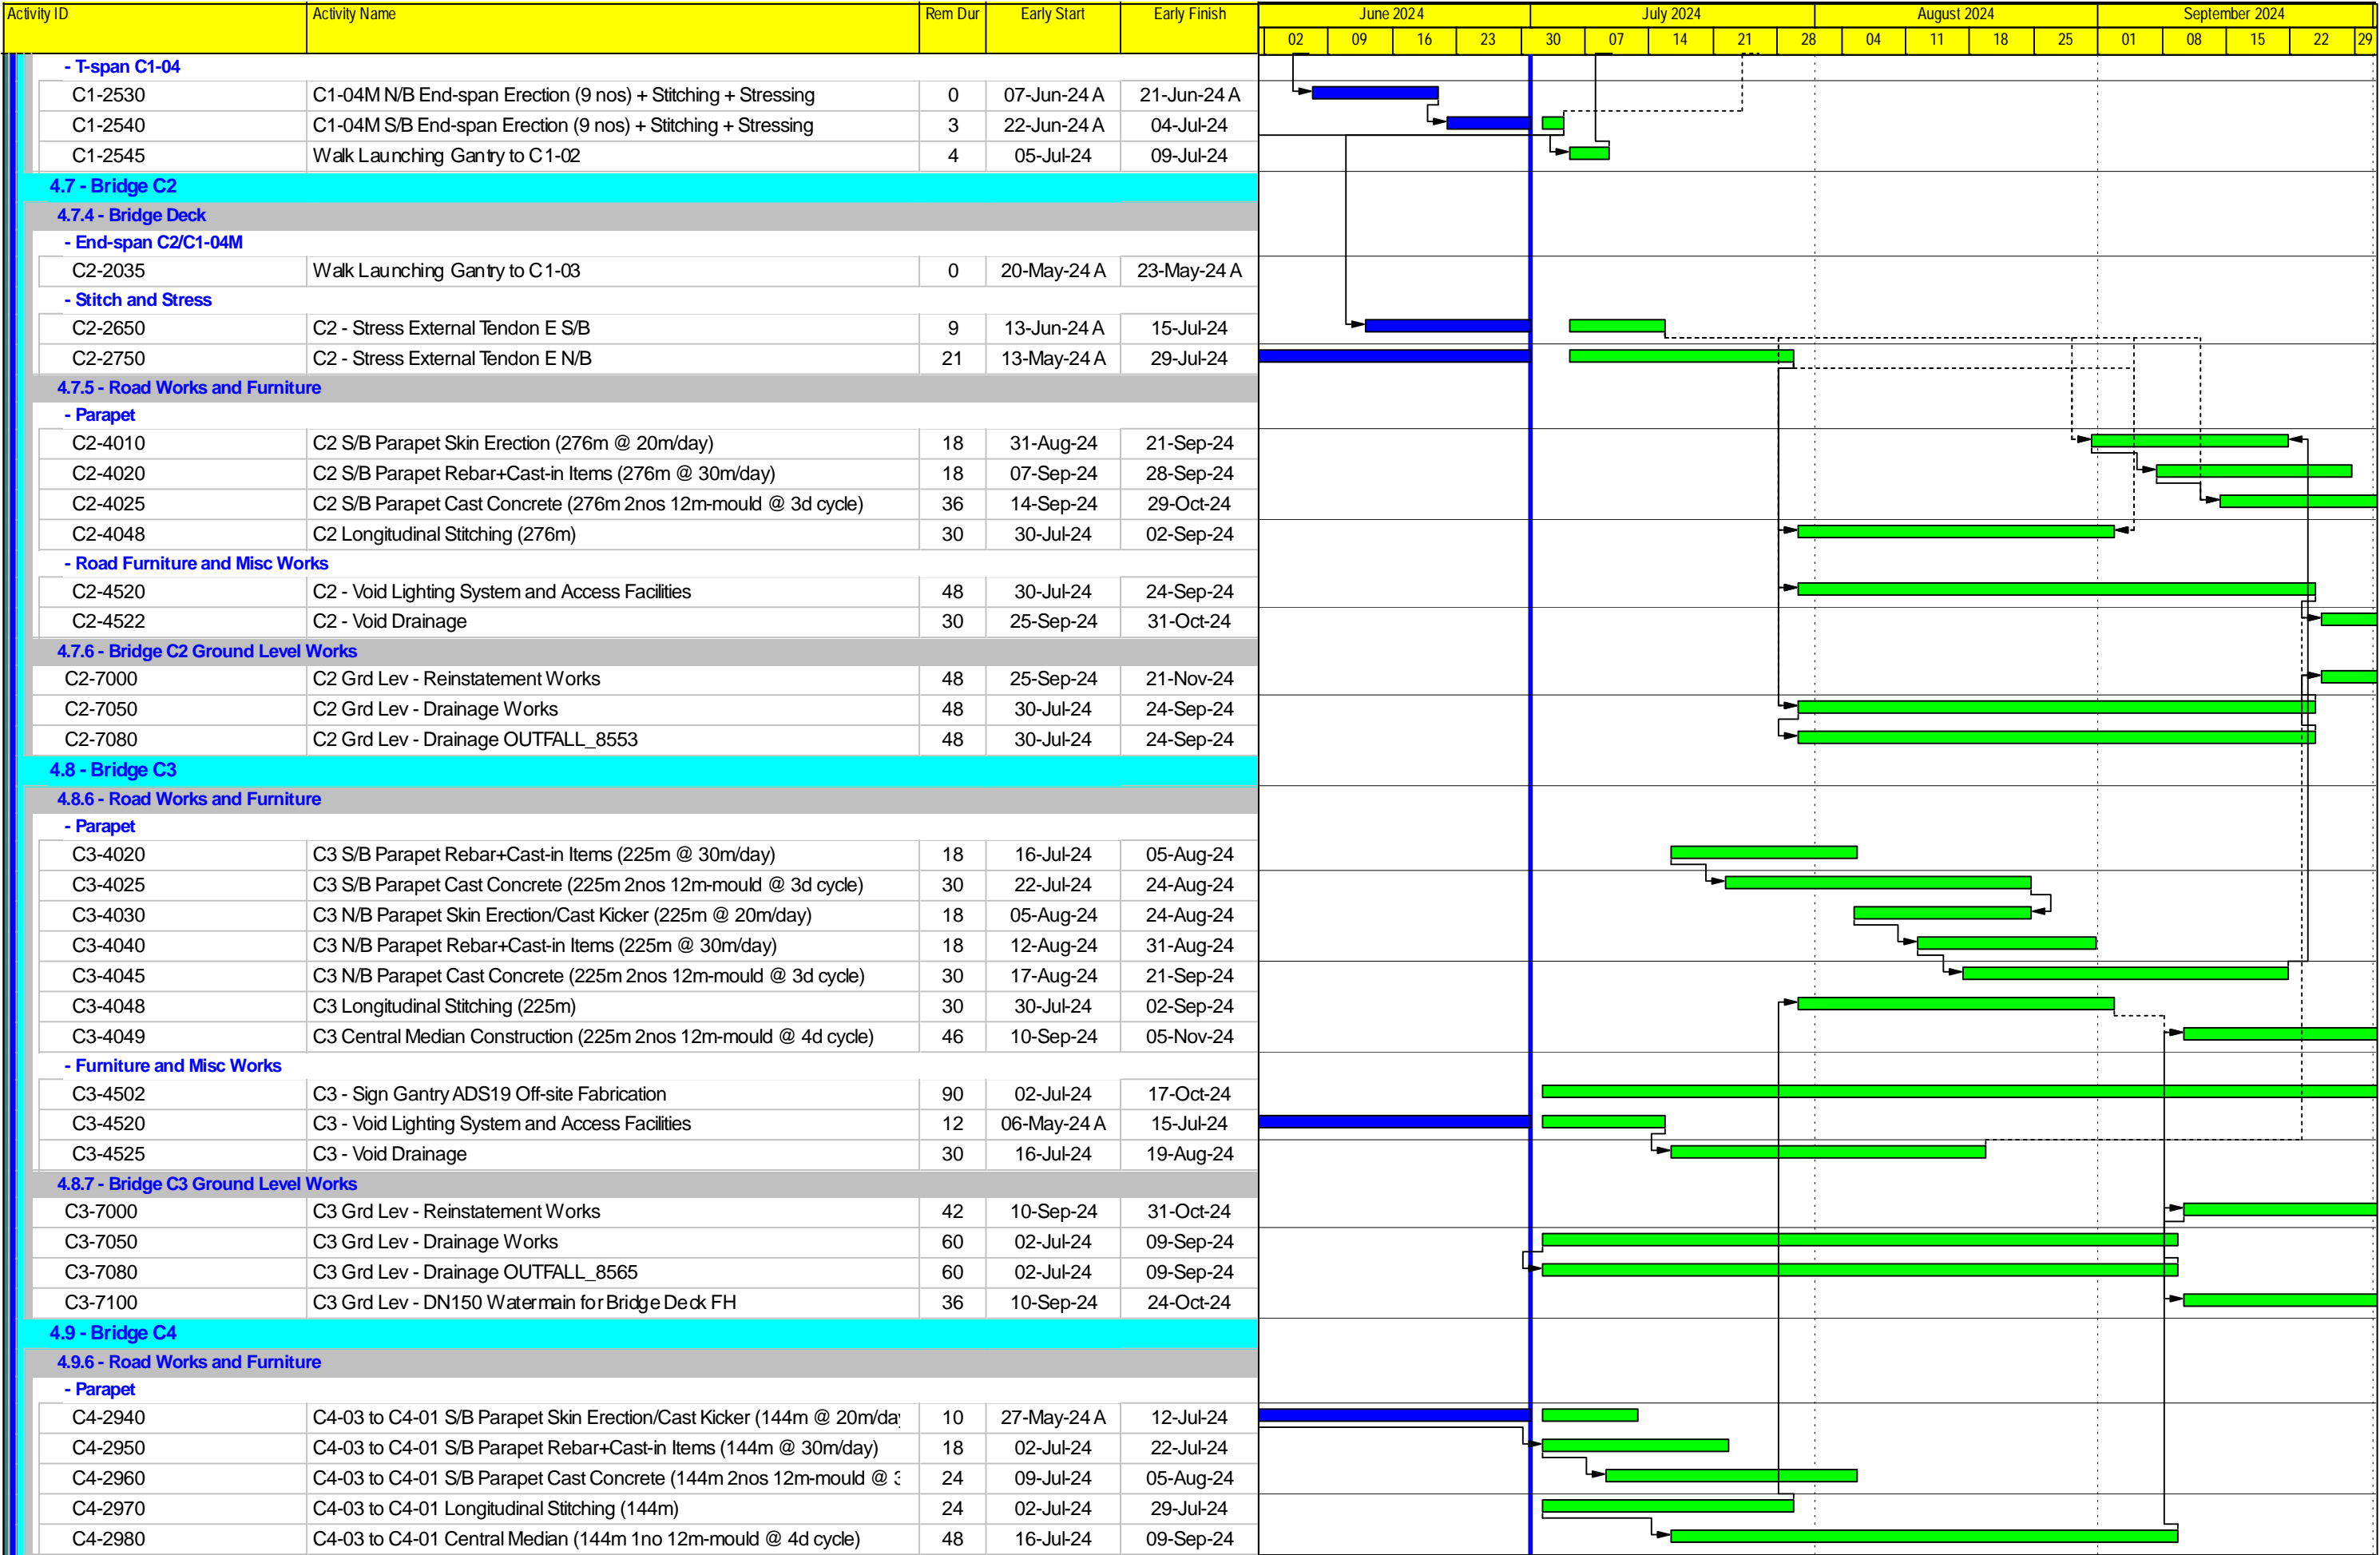 Activity ID Activity Name Rem Dur Early Start Early Finish June 2024 July 2024 August 2024 September 2024
02 09 16 23 30 07 14 21 28 04 11 18 25 01 08 15 22 29
- T-span C1-04
C1-2530 C1-04M N/B End-span Erection (9 nos) + Stitching + Stressing 0 07-Jun-24 A 21-Jun-24 A
C1-2540 C1-04M S/B End-span Erection (9 nos) + Stitching + Stressing 3 22-Jun-24 A 04-Jul-24
C1-2545 Walk Launching Gantry to C1-02 4 05-Jul-24 09-Jul-24
4.7 - Bridge C2
4.7.4 - Bridge Deck
- End-span C2/C1-04M
C2-2035 Walk Launching Gantry to C1-03 0 20-May-24 A 23-May-24 A
- Stitch and Stress
C2-2650 C2 - Stress External Tendon E S/B 9 13-Jun-24 A 15-Jul-24
C2-2750 C2 - Stress External Tendon E N/B 21 13-May-24 A 29-Jul-24
4.7.5 - Road Works and Furniture
- Parapet
C2-4010 C2 S/B Parapet Skin Erection (276m @ 20m/day) 18 31-Aug-24 21-Sep-24
C2-4020 C2 S/B Parapet Rebar+Cast-in Items (276m @ 30m/day) 18 07-Sep-24 28-Sep-24
C2-4025 C2 S/B Parapet Cast Concrete (276m 2nos 12m-mould @ 3d cycle) 36 14-Sep-24 29-Oct-24
C2-4048 C2 Longitudinal Stitching (276m) 30 30-Jul-24 02-Sep-24
- Road Furniture and Misc Works
C2-4520 C2 - Void Lighting System and Access Facilities 48 30-Jul-24 24-Sep-24
C2-4522 C2 - Void Drainage 30 25-Sep-24 31-Oct-24
4.7.6 - Bridge C2 Ground Level Works
C2-7000 C2 Grd Lev - Reinstatement Works 48 25-Sep-24 21-Nov-24
C2-7050 C2 Grd Lev - Drainage Works 48 30-Jul-24 24-Sep-24
C2-7080 C2 Grd Lev - Drainage OUTFALL_8553 48 30-Jul-24 24-Sep-24
4.8 - Bridge C3
4.8.6 - Road Works and Furniture
- Parapet
C3-4020 C3 S/B Parapet Rebar+Cast-in Items (225m @ 30m/day) 18 16-Jul-24 05-Aug-24
C3-4025 C3 S/B Parapet Cast Concrete (225m 2nos 12m-mould @ 3d cycle) 30 22-Jul-24 24-Aug-24
C3-4030 C3 N/B Parapet Skin Erection/Cast Kicker (225m @ 20m/day) 18 05-Aug-24 24-Aug-24
C3-4040 C3 N/B Parapet Rebar+Cast-in Items (225m @ 30m/day) 18 12-Aug-24 31-Aug-24
C3-4045 C3 N/B Parapet Cast Concrete (225m 2nos 12m-mould @ 3d cycle) 30 17-Aug-24 21-Sep-24
C3-4048 C3 Longitudinal Stitching (225m) 30 30-Jul-24 02-Sep-24
C3-4049 C3 Central Median Construction (225m 2nos 12m-mould @ 4d cycle) 46 10-Sep-24 05-Nov-24
- Furniture and Misc Works
C3-4502 C3 - Sign Gantry ADS19 Off-site Fabrication 90 02-Jul-24 17-Oct-24
C3-4520 C3 - Void Lighting System and Access Facilities 12 06-May-24 A 15-Jul-24
C3-4525 C3 - Void Drainage 30 16-Jul-24 19-Aug-24
4.8.7 - Bridge C3 Ground Level Works
C3-7000 C3 Grd Lev - Reinstatement Works 42 10-Sep-24 31-Oct-24
C3-7050 C3 Grd Lev - Drainage Works 60 02-Jul-24 09-Sep-24
C3-7080 C3 Grd Lev - Drainage OUTFALL_8565 60 02-Jul-24 09-Sep-24
C3-7100 C3 Grd Lev - DN150 Watermain for Bridge Deck FH 36 10-Sep-24 24-Oct-24
4.9 - Bridge C4
4.9.6 - Road Works and Furniture
- Parapet
C4-2940 C4-03 to C4-01 S/B Parapet Skin Erection/Cast Kicker (144m @ 20m/da 10 27-May-24 A 12-Jul-24
C4-2950 C4-03 to C4-01 S/B Parapet Rebar+Cast-in Items (144m @ 30m/day) 18 02-Jul-24 22-Jul-24
C4-2960 C4-03 to C4-01 S/B Parapet Cast Concrete (144m 2nos 12m-mould @ 3 24 09-Jul-24 05-Aug-24
C4-2970 C4-03 to C4-01 Longitudinal Stitching (144m) 24 02-Jul-24 29-Jul-24
C4-2980 C4-03 to C4-01 Central Median (144m 1no 12m-mould @ 4d cycle) 48 16-Jul-24 09-Sep-24